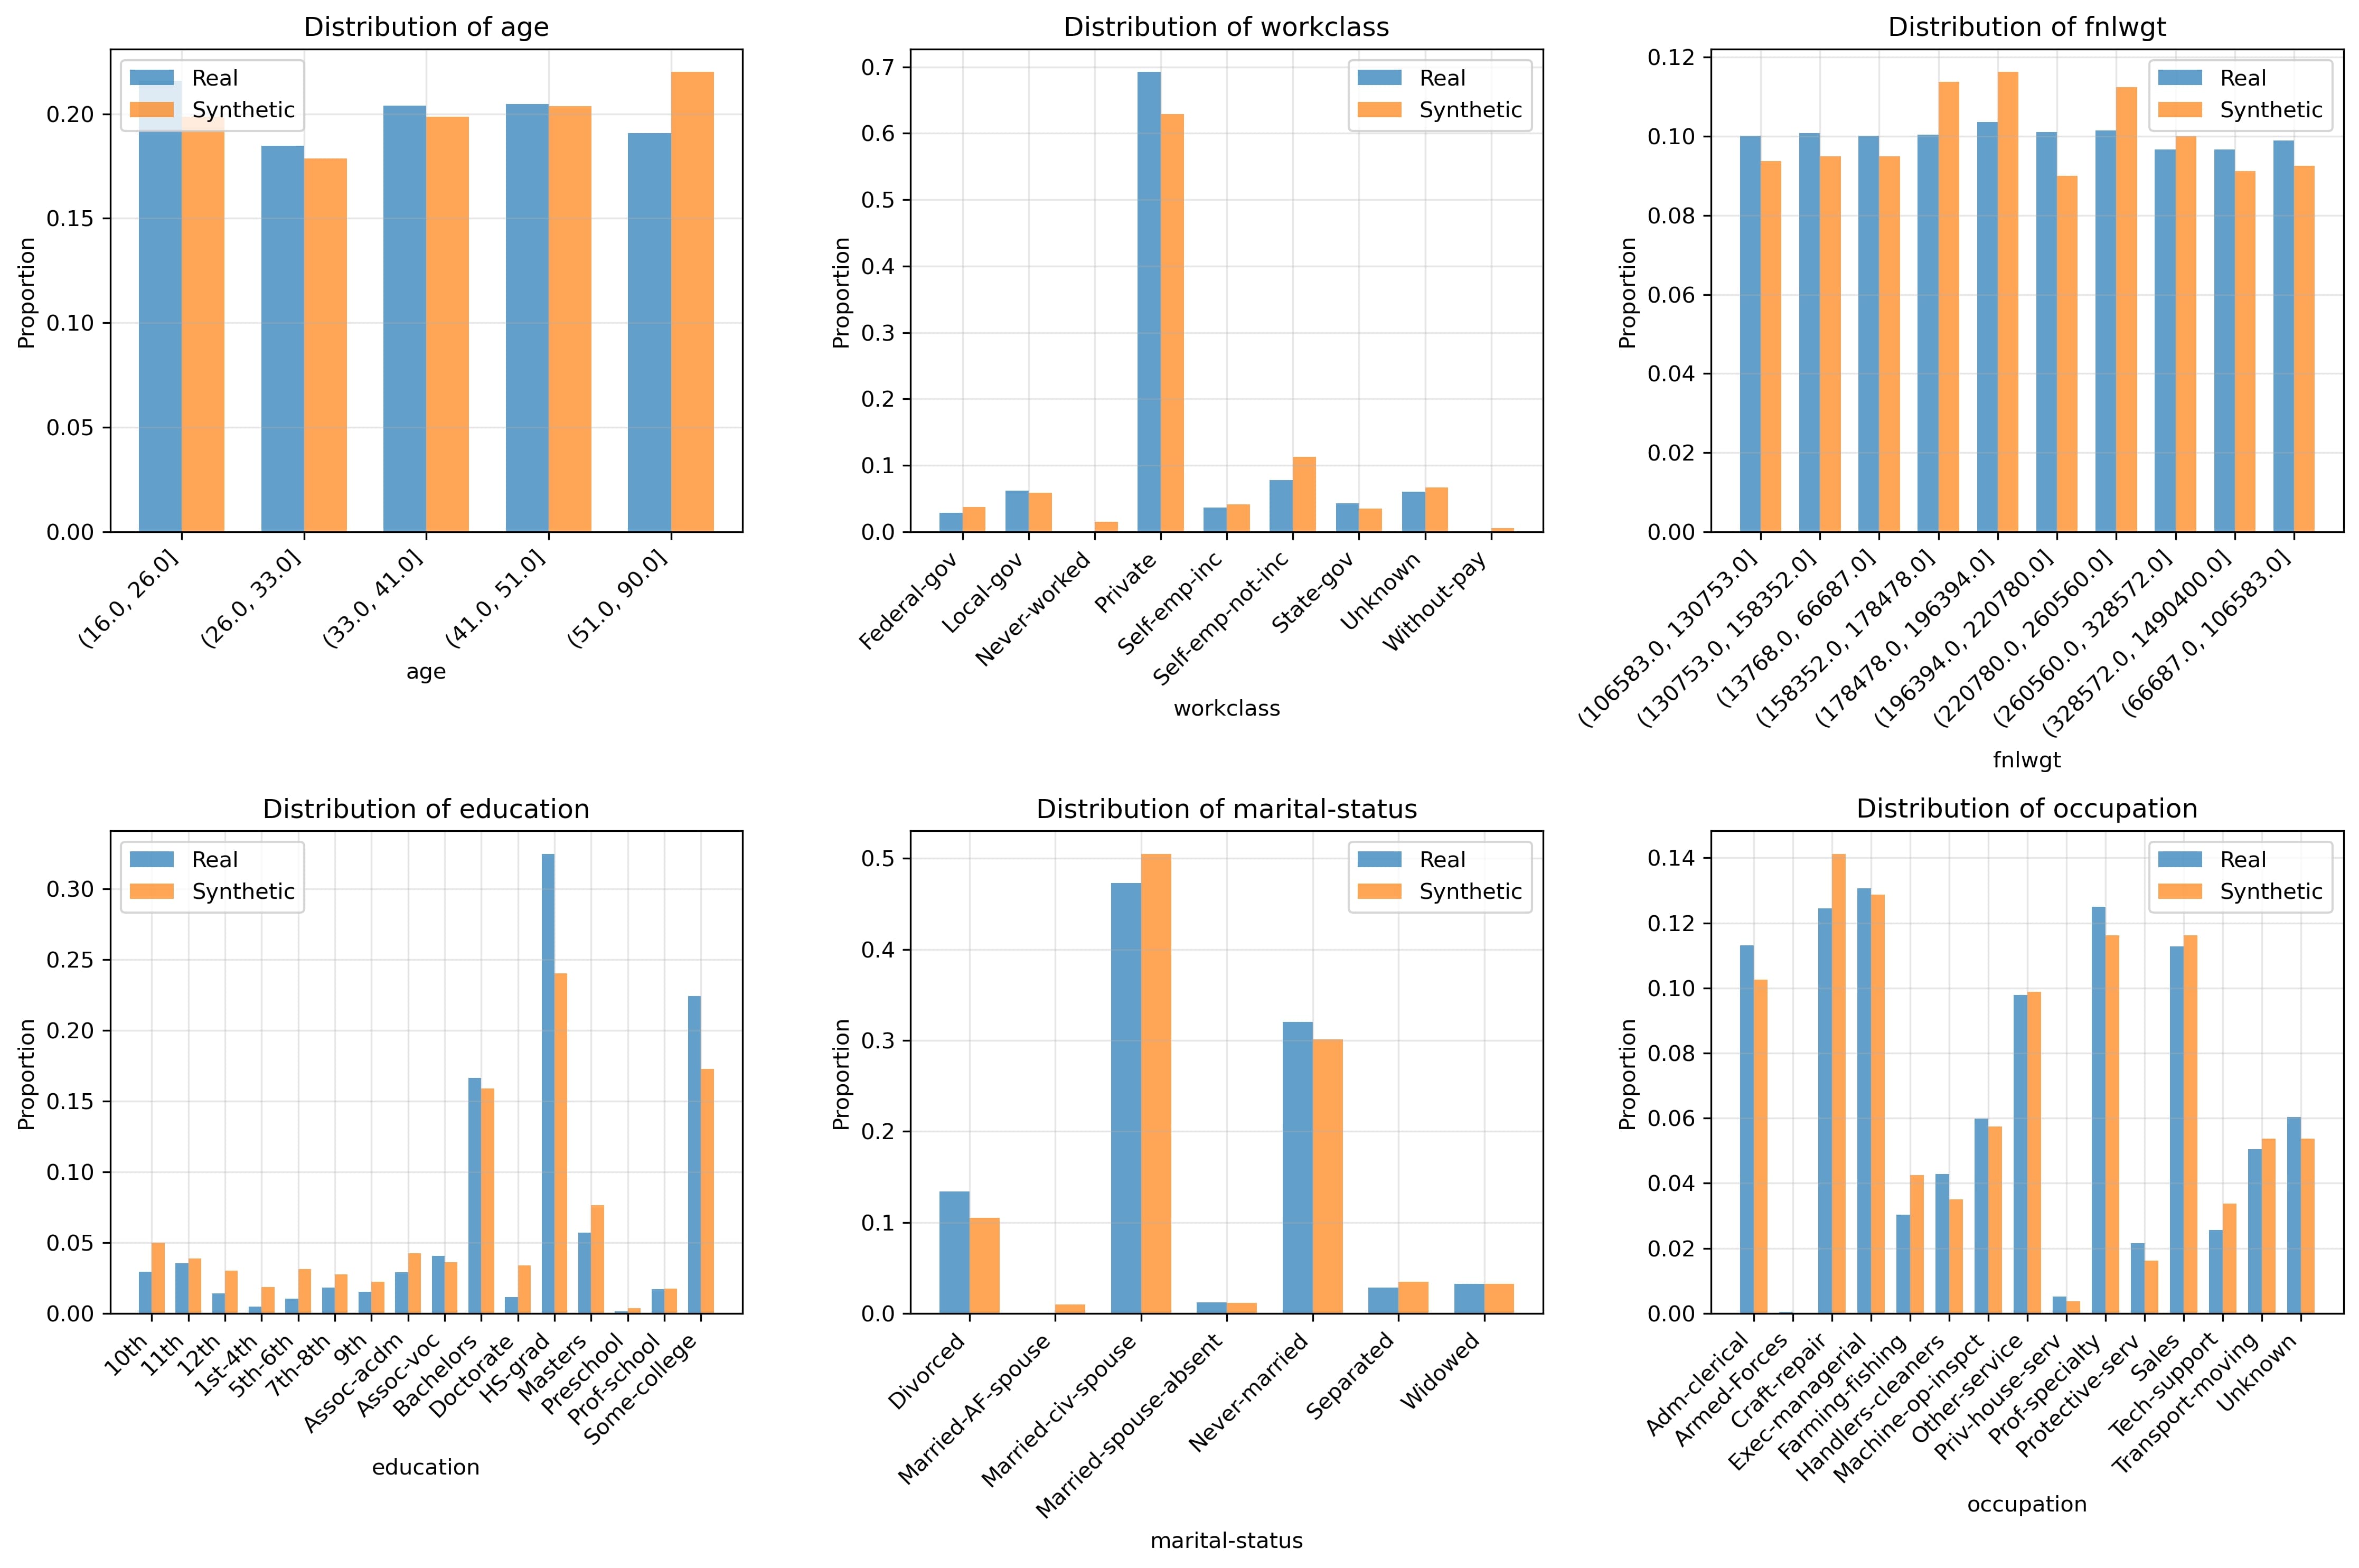 Distribution of age
Real
Synthetic
Proportion
0.20
0.15
0.10
0.05
0.00
(16.0, 26.0]
(26.0, 33.0]
(33.0, 41.0]
(41.0, 51.0]
(51.0, 90.0]
age
Distribution of workclass
Real
Synthetic
Proportion
0.7
0.6
0.5
0.4
0.3
0.2
0.1
0.0
Federal-gov
Local-gov
Never-worked
Private
Self-emp-inc
Self-emp-not-inc
State-gov
Unknown
Without-pay
workclass
Distribution of fnlwgt
Real
Synthetic
Proportion
0.12
0.10
0.08
0.06
0.04
0.02
0.00
(106583.0, 130753.0]
(130753.0, 158352.0]
(13768.0, 66687.0]
(158352.0, 178478.0]
(178478.0, 196394.0]
(196394.0, 220780.0]
(220780.0, 260560.0]
(260560.0, 328572.0]
(328572.0, 1490400.0]
(66687.0, 106583.0]
fnlwgt
Distribution of education
Real
Synthetic
Proportion
0.30
0.25
0.20
0.15
0.10
0.05
0.00
10th
11th
12th
1st-4th
5th-6th
7th-8th
9th
Assoc-acdm
Assoc-voc
Bachelors
Doctorate
HS-grad
Masters
Preschool
Prof-school
Some-college
education
Distribution of marital-status
Real
Synthetic
Proportion
0.5
0.4
0.3
0.2
0.1
0.0
Divorced
Married-AF-spouse
Married-civ-spouse
Married-spouse-absent
Never-married
Separated
Widowed
marital-status
Distribution of occupation
Real
Synthetic
Proportion
0.14
0.12
0.10
0.08
0.06
0.04
0.02
0.00
Adm-clerical
Armed-Forces
Craft-repair
Exec-managerial
Farming-fishing
Handlers-cleaners
Machine-op-inspct
Other-service
Priv-house-serv
Prof-specialty
Protective-serv
Sales
Tech-support
Transport-moving
Unknown
occupation